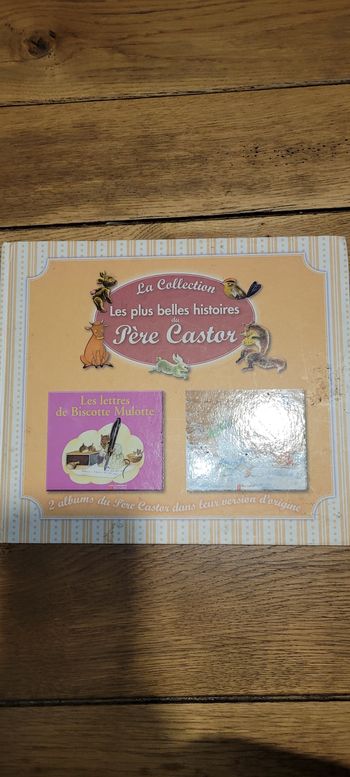 La Collection
Les plus belles histoires
du
Père Castor
Les lettres
de Biscotte Mulotte
2 albums du Père Castor dans leur version d'origine